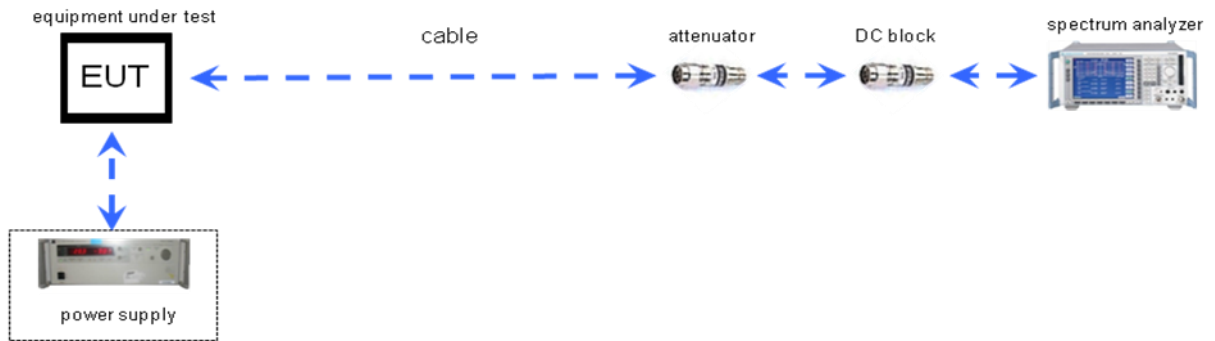 equipment under test
EUT
cable
attenuator
DC block
spectrum analyzer
power supply